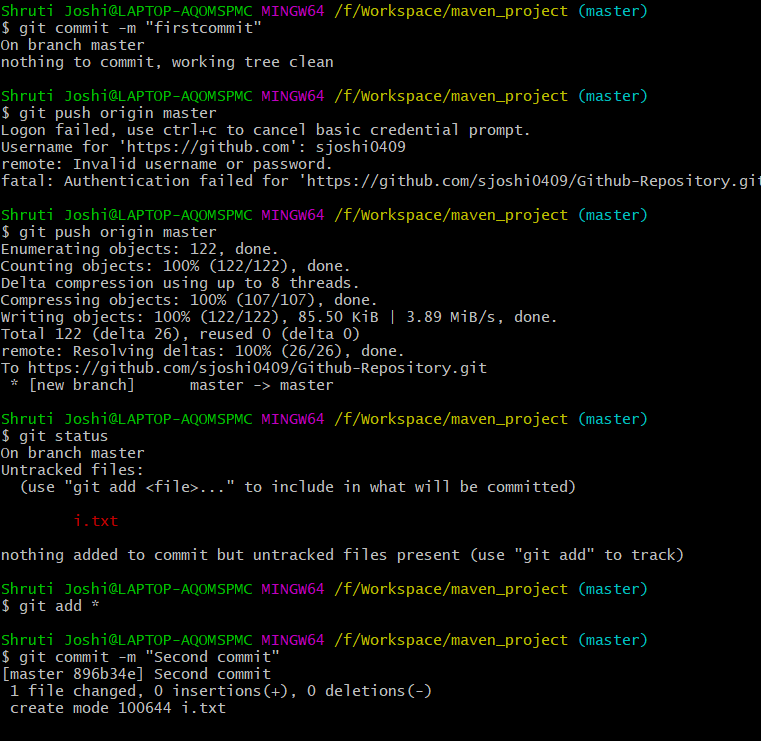 Shruti Joshi@LAPTOP-AQOMSPMC MINGW64 /f/Workspace/maven_project (master)
$ git commit -m "firstcommit"
On branch master
nothing to commit, working tree clean
Shruti Joshi@LAPTOP-AQOMSPMC MINGW64 /f/Workspace/maven_project (master)
$ git push origin master
Logon failed, use ctrl+c to cancel basic credential prompt.
Username for 'https://github.com': sjoshi0409
remote: Invalid username or password.
fatal: Authentication failed for 'https://github.com/sjoshi0409/Github-Repository.git
Shruti Joshi@LAPTOP-AQOMSPMC MINGW64 /f/Workspace/maven_project (master)
$ git push origin master
Enumerating objects: 122, done.
Counting objects: 100% (122/122), done.
Delta compression using up to 8 threads.
Compressing objects: 100% (107/107), done.
Writing objects: 100% (122/122), 85.50 KiB | 3.89 MiB/s, done.
Total 122 (delta 26), reused 0 (delta 0)
remote: Resolving deltas: 100% (26/26), done.
To https://github.com/sjoshi0409/Github-Repository.git
 * [new branch]      master -> master
Shruti Joshi@LAPTOP-AQOMSPMC MINGW64 /f/Workspace/maven_project (master)
$ git status
On branch master
Untracked files:
  (use "git add <file>..." to include in what will be committed)
        i.txt
nothing added to commit but untracked files present (use "git add" to track)
Shruti Joshi@LAPTOP-AQOMSPMC MINGW64 /f/Workspace/maven_project (master)
$ git add *
Shruti Joshi@LAPTOP-AQOMSPMC MINGW64 /f/Workspace/maven_project (master)
$ git commit -m "Second commit"
[master 896b34e] Second commit
 1 file changed, 0 insertions(+), 0 deletions(-)
 create mode 100644 i.txt